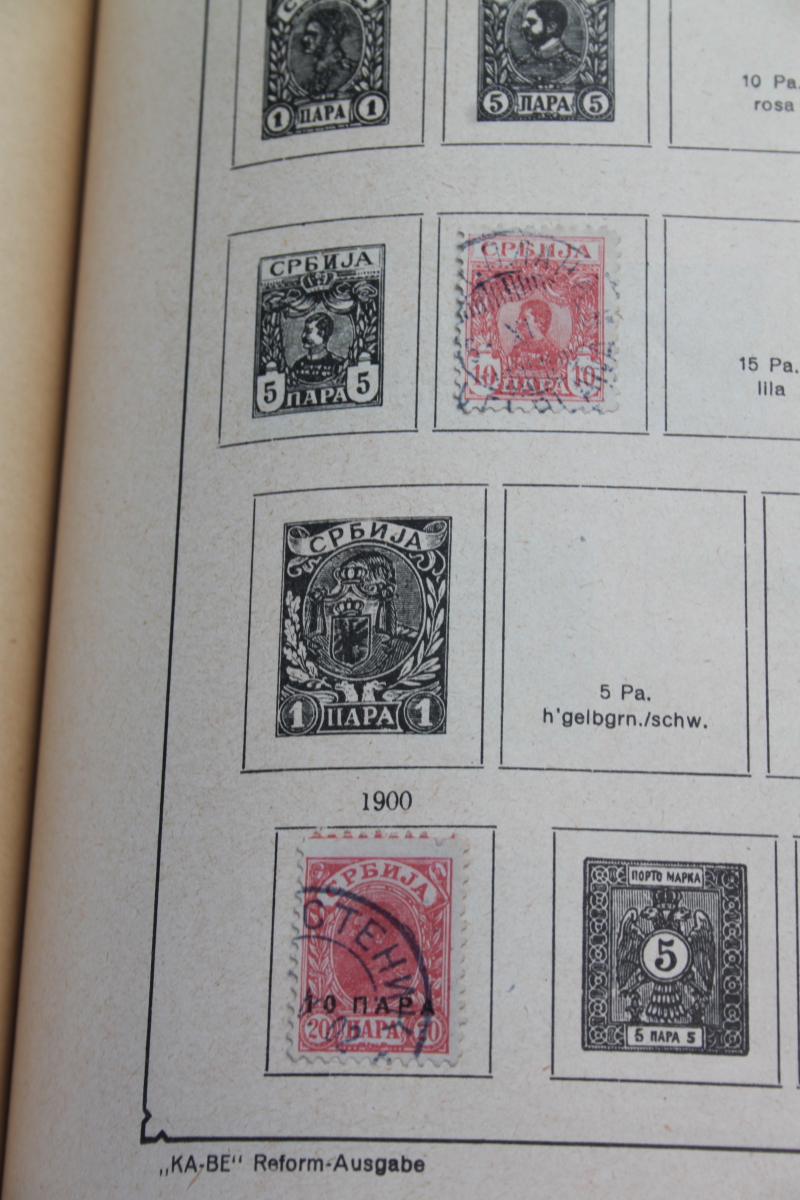 1 ПАРА 1
5 ПАРА 5
10 Pa.
rosa
СРБИЈА
5 5
ПАРА
СРБИЈА
10 10
ПАРА
15 Pa.
lila
СРБИЈА
1 ПАРА 1
5 Pa.
h'gelbgrn./schw.
1900
СРБИЈА
СТЕНИ
10 ПАРА
20 ПАРА 20
ПОРТО МАРКА
5
5 ПАРА 5
„KA-BE“ Reform-Ausgabe